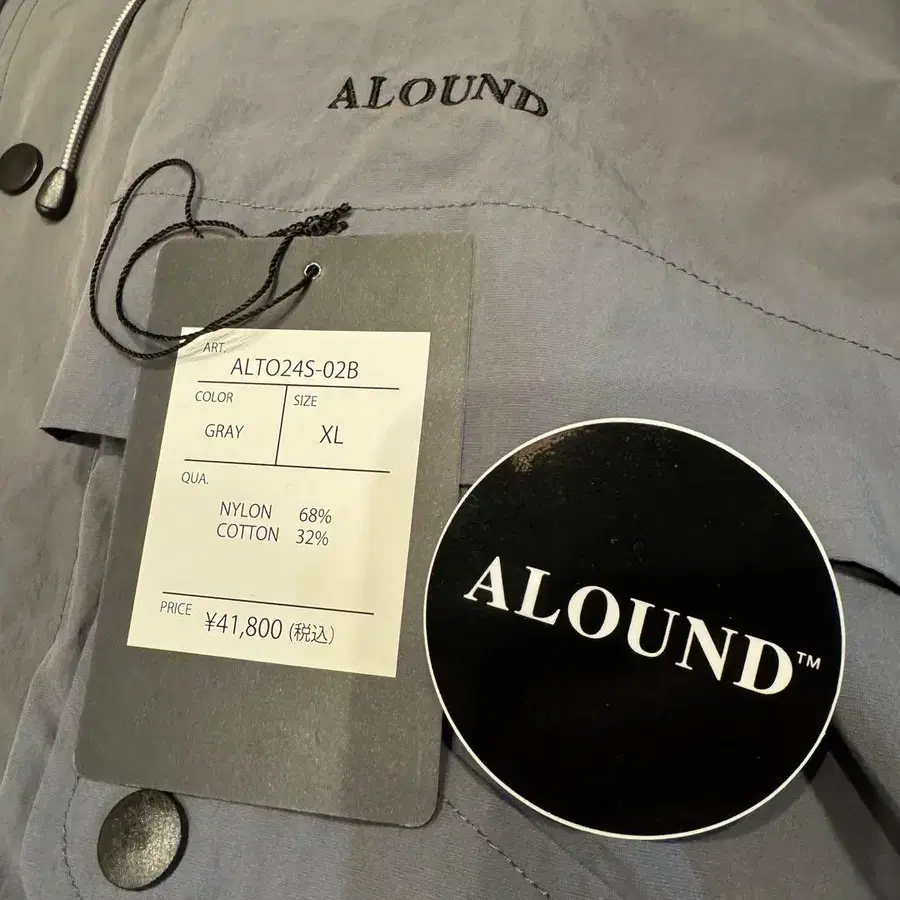 ALOUND
ART.
ALTO24S-02B
COLOR
GRAY
SIZE
XL
QUA.
NYLON 68%
COTTON 32%
PRICE
¥41,800 (税込)
ALOUND™